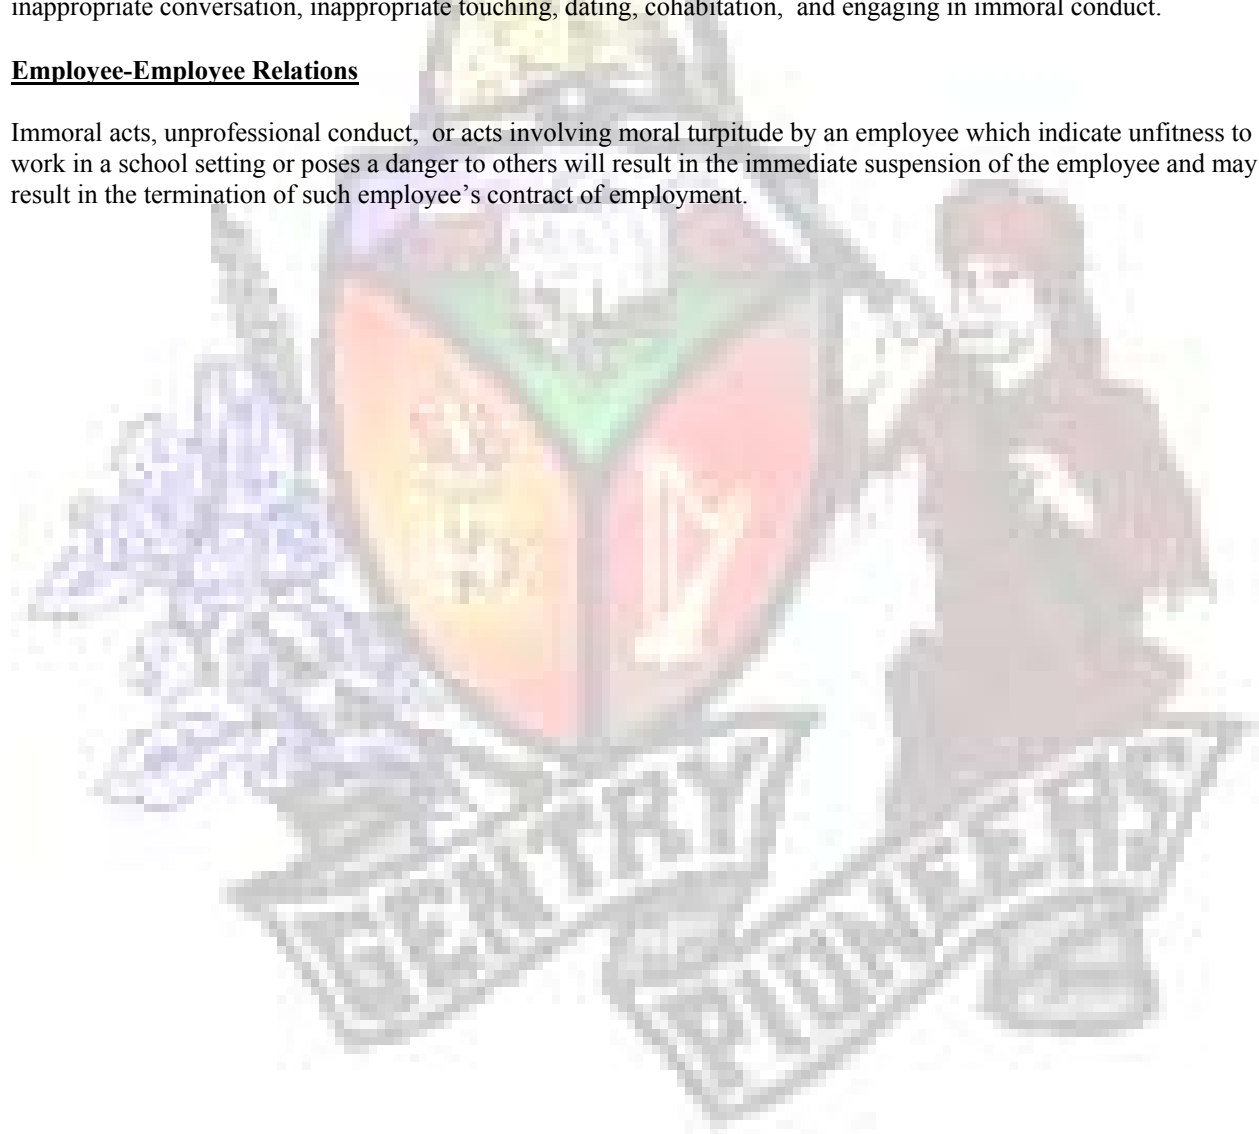 inappropriate conversation, inappropriate touching, dating, cohabitation,  and engaging in immoral conduct.
Employee-Employee Relations
Immoral acts, unprofessional conduct,  or acts involving moral turpitude by an employee which indicate unfitness to
work in a school setting or poses a danger to others will result in the immediate suspension of the employee and may
result in the termination of such employee’s contract of employment.
GENTRY
PIONEERS